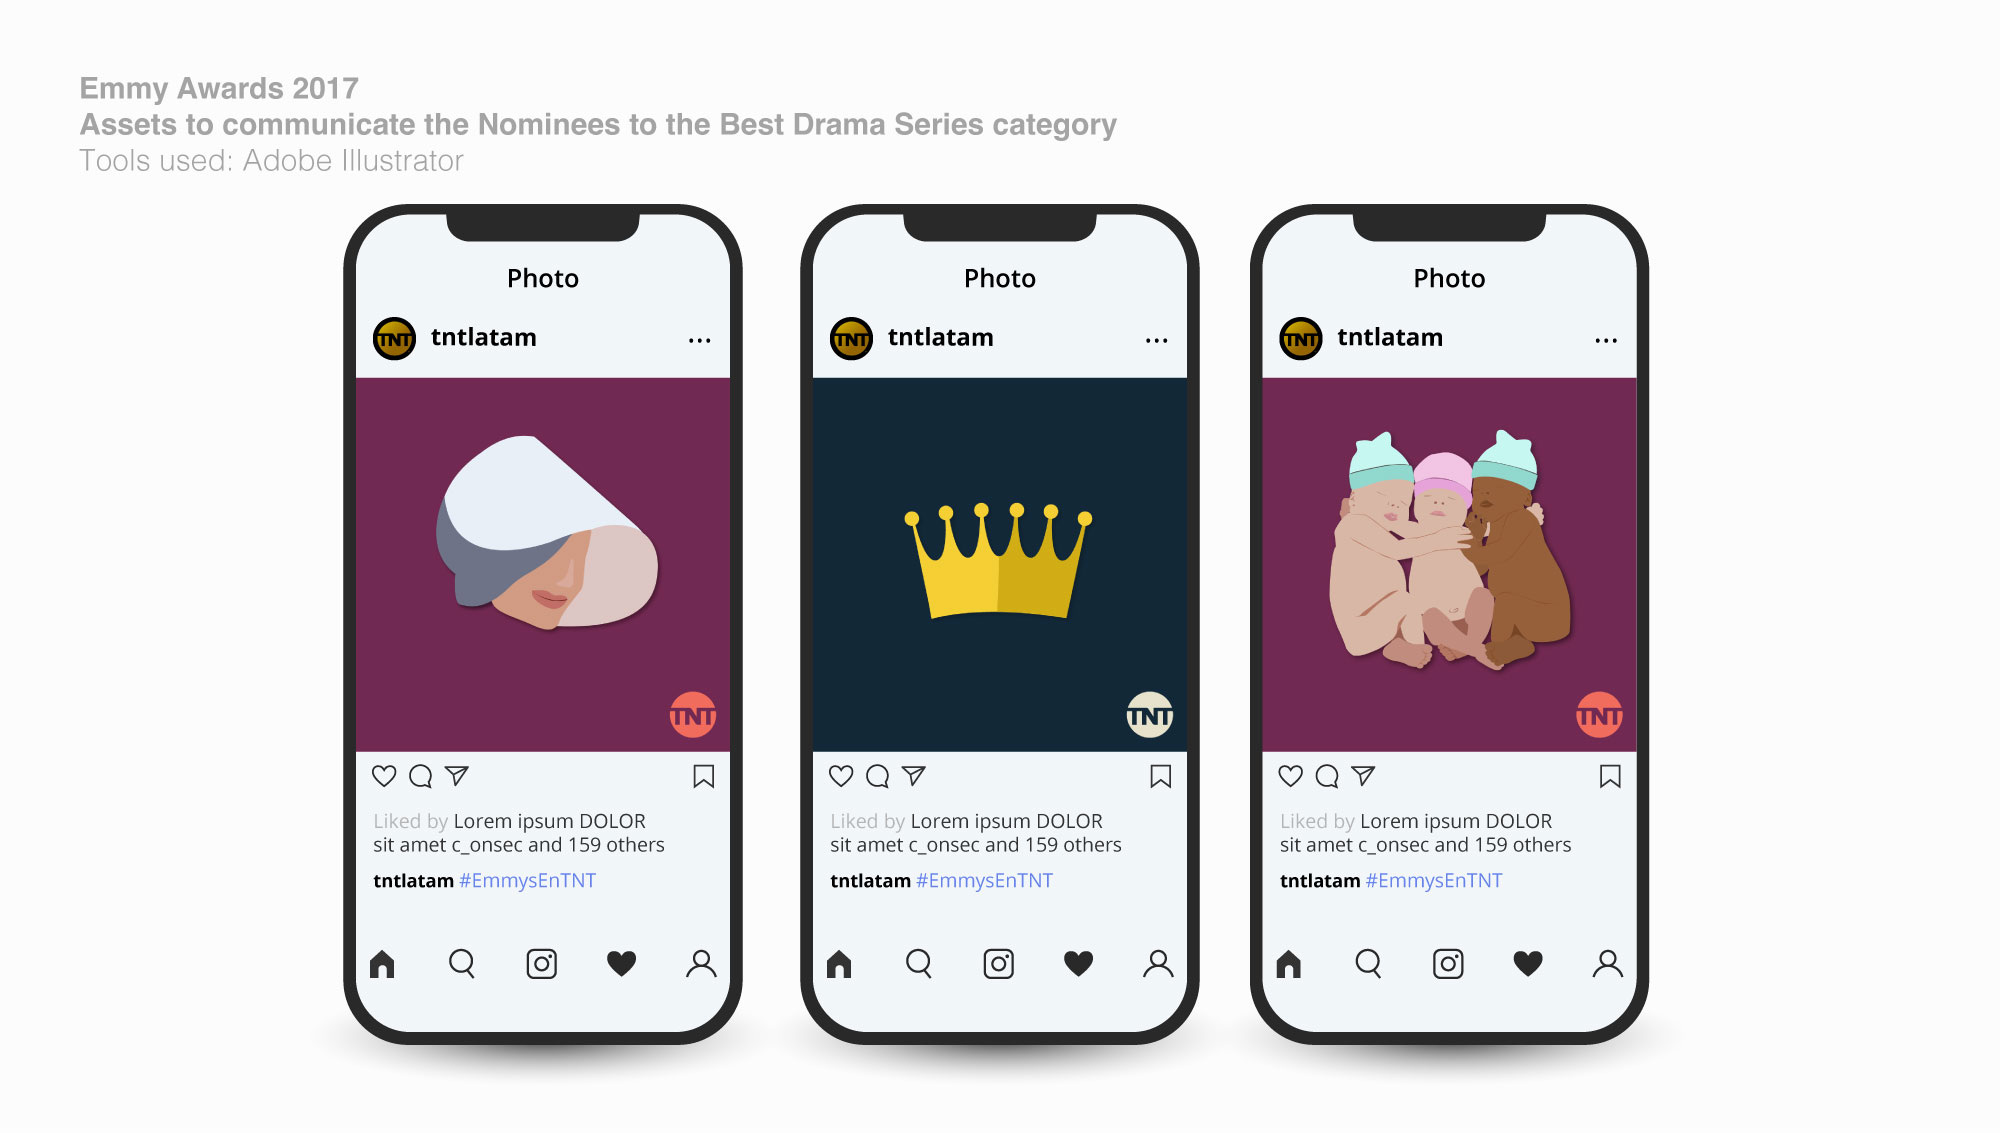 Emmy Awards 2017
Assets to communicate the Nominees to the Best Drama Series category
Tools used: Adobe Illustrator
Photo
TNT tntlatam ...
TNT
Liked by Lorem ipsum DOLOR
sit amet c_onsec and 159 others
tntlatam #EmmysEnTNT
Photo
TNT tntlatam ...
TNT
Liked by Lorem ipsum DOLOR
sit amet c_onsec and 159 others
tntlatam #EmmysEnTNT
Photo
TNT tntlatam ...
TNT
Liked by Lorem ipsum DOLOR
sit amet c_onsec and 159 others
tntlatam #EmmysEnTNT